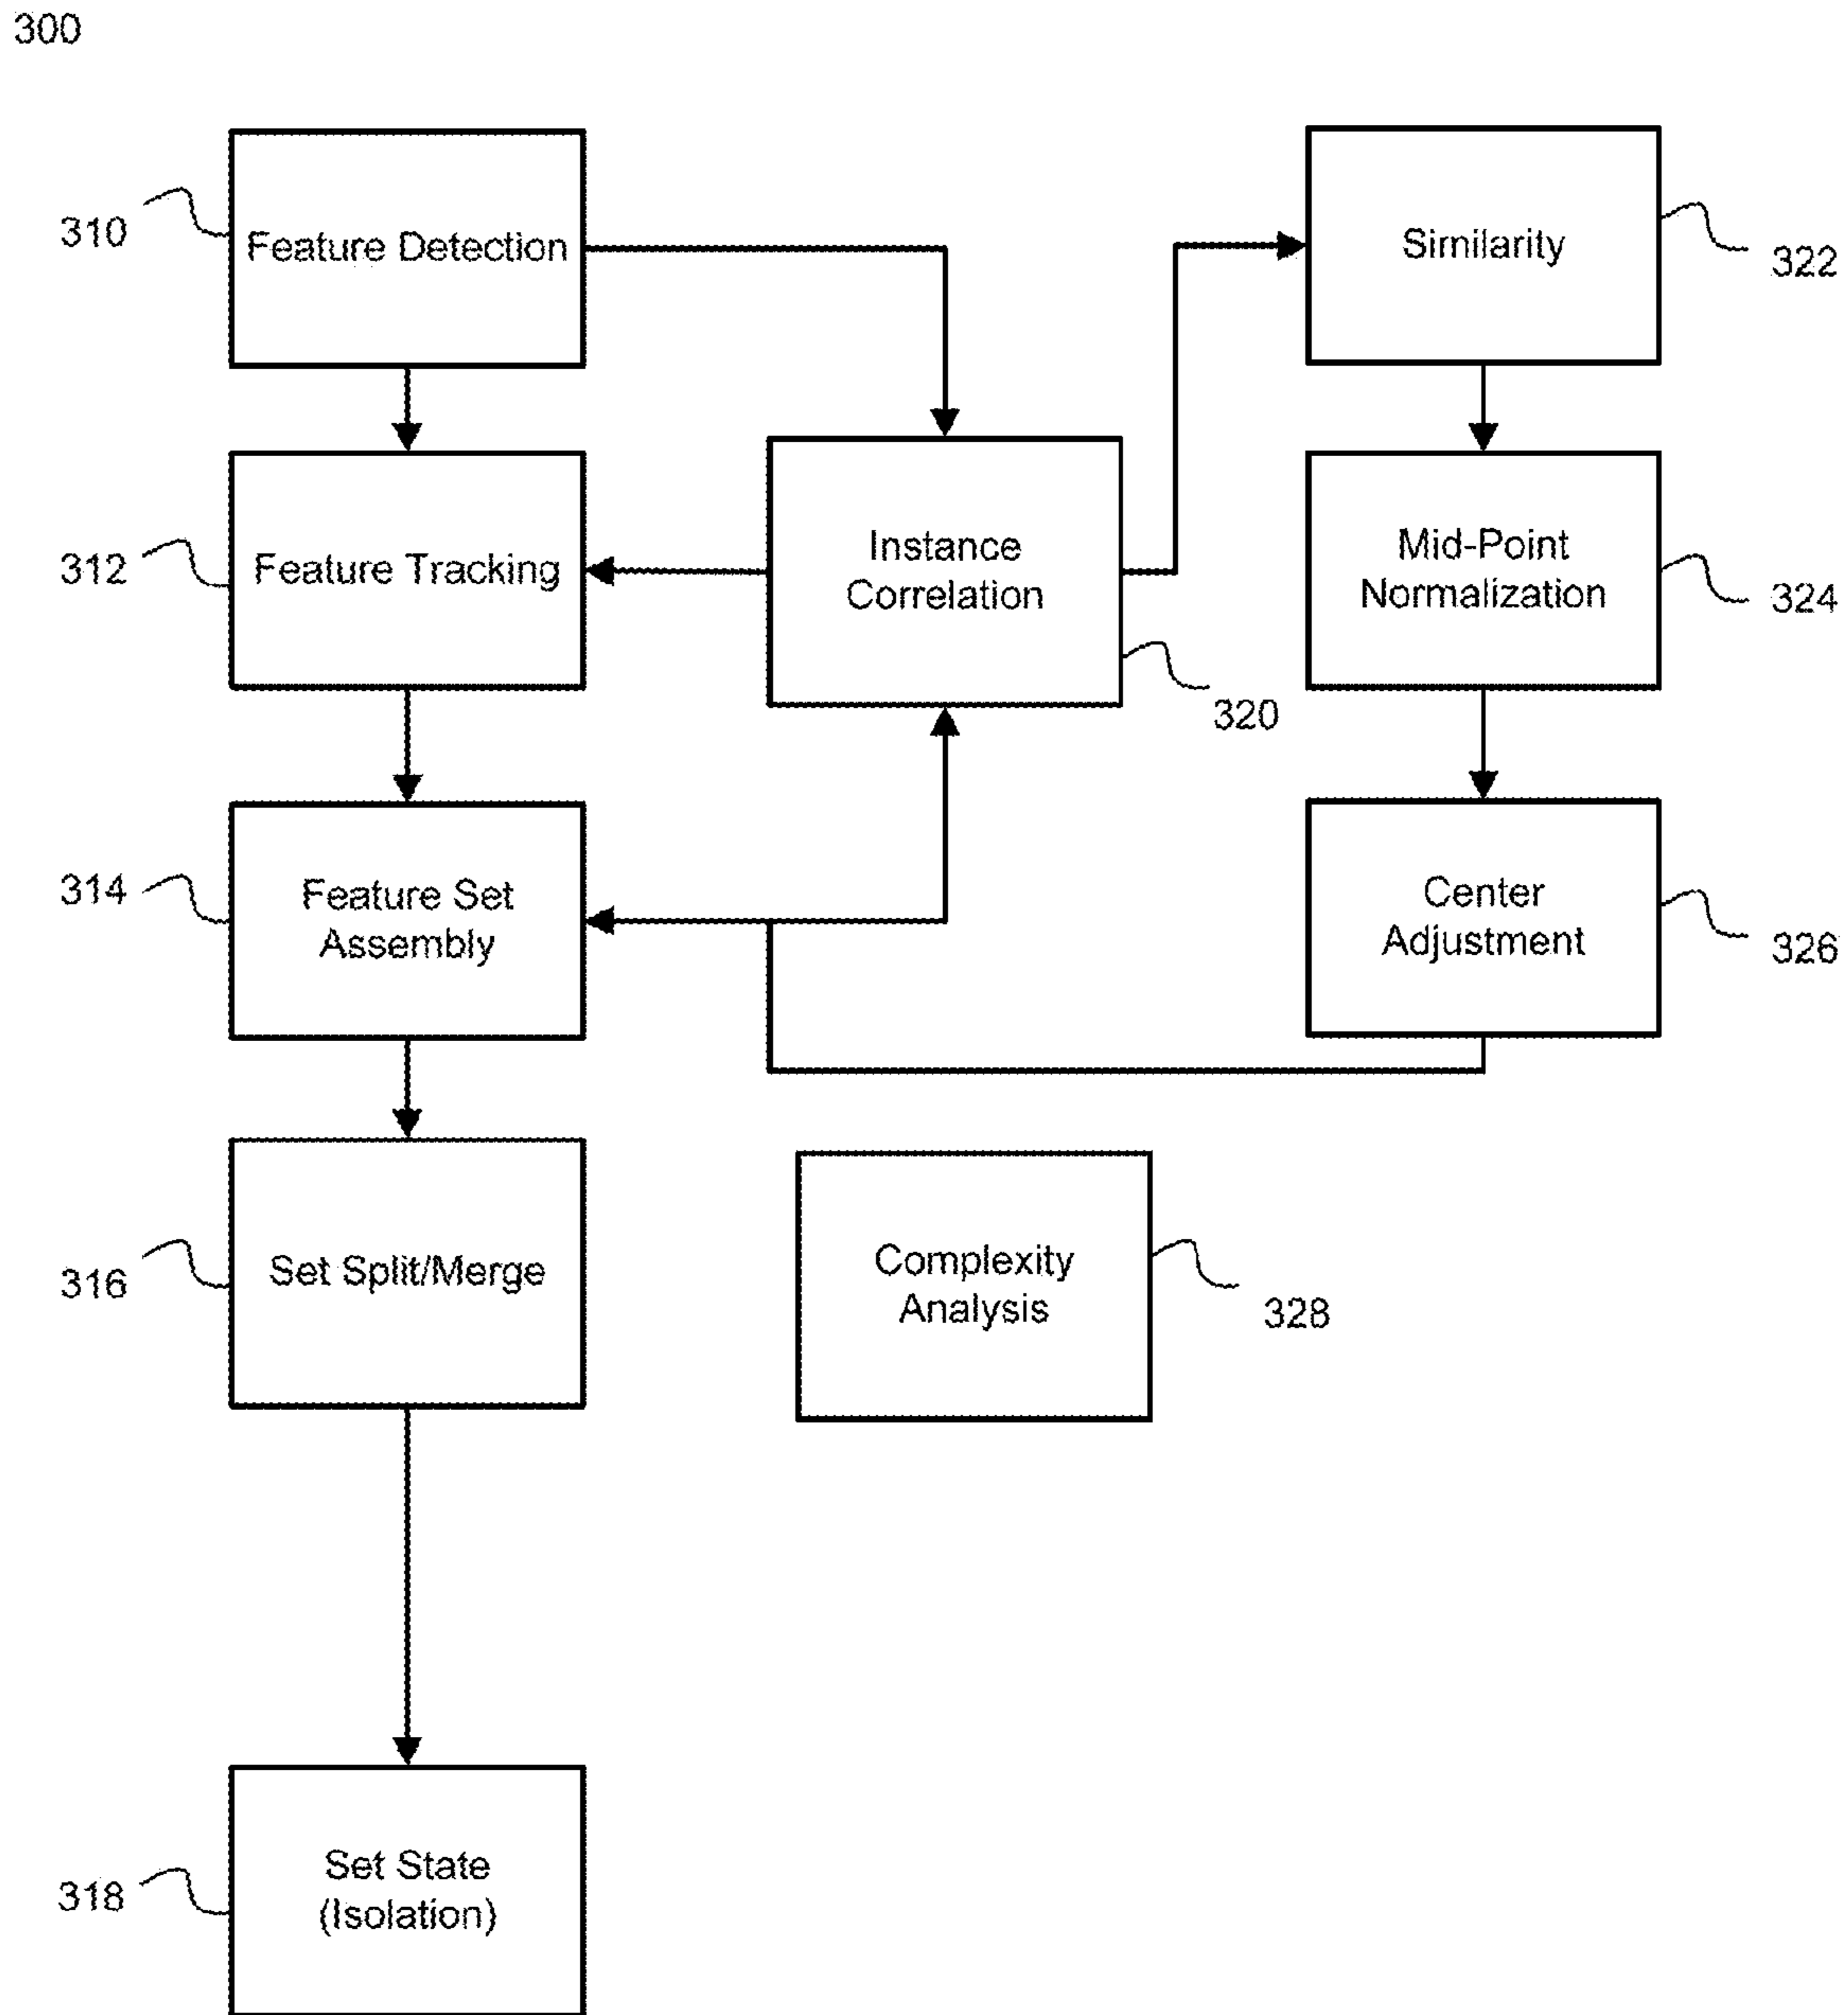 300
310
Feature Detection
Similarity
322
312
Feature Tracking
Instance
Correlation
320
Mid-Point
Normalization
324
314
Feature Set
Assembly
Center
Adjustment
326
316
Set Split/Merge
Complexity
Analysis
328
318
Set State
(Isolation)